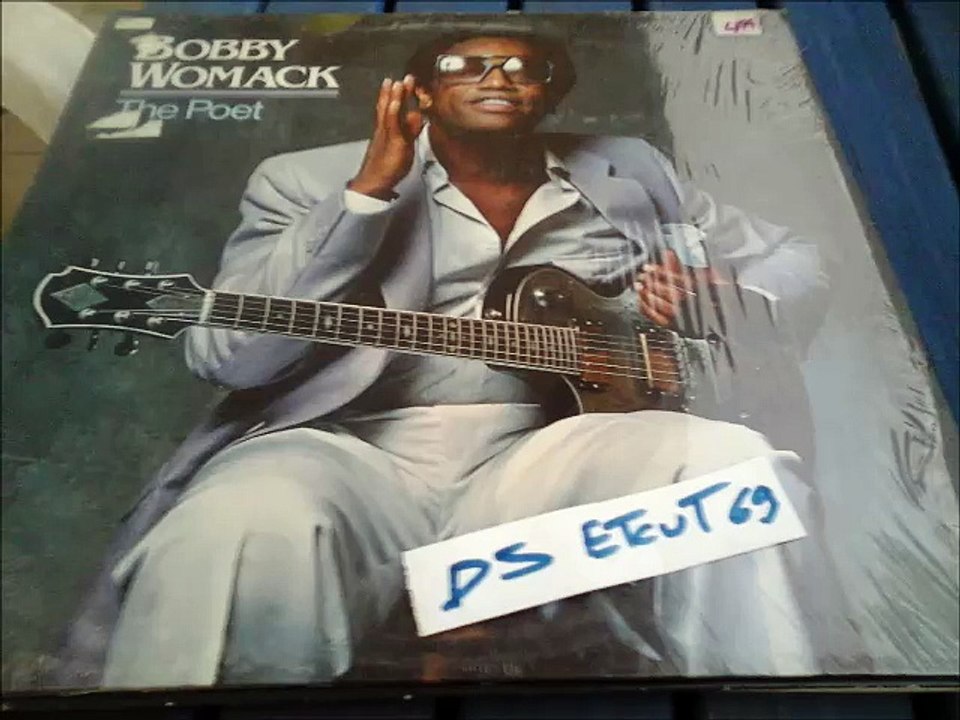 BOBBY
WOMACK
The Poet
DS ETCUT 69